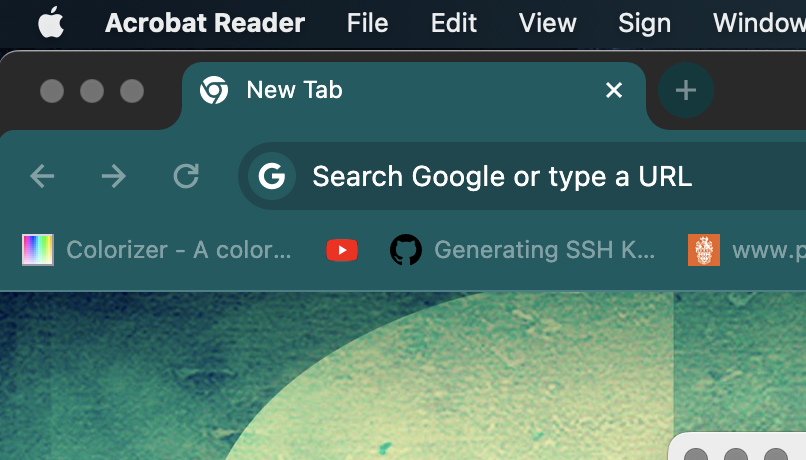 Acrobat Reader File Edit View Sign Window
New Tab
Search Google or type a URL
Colorizer - A color... Generating SSH K... www.p